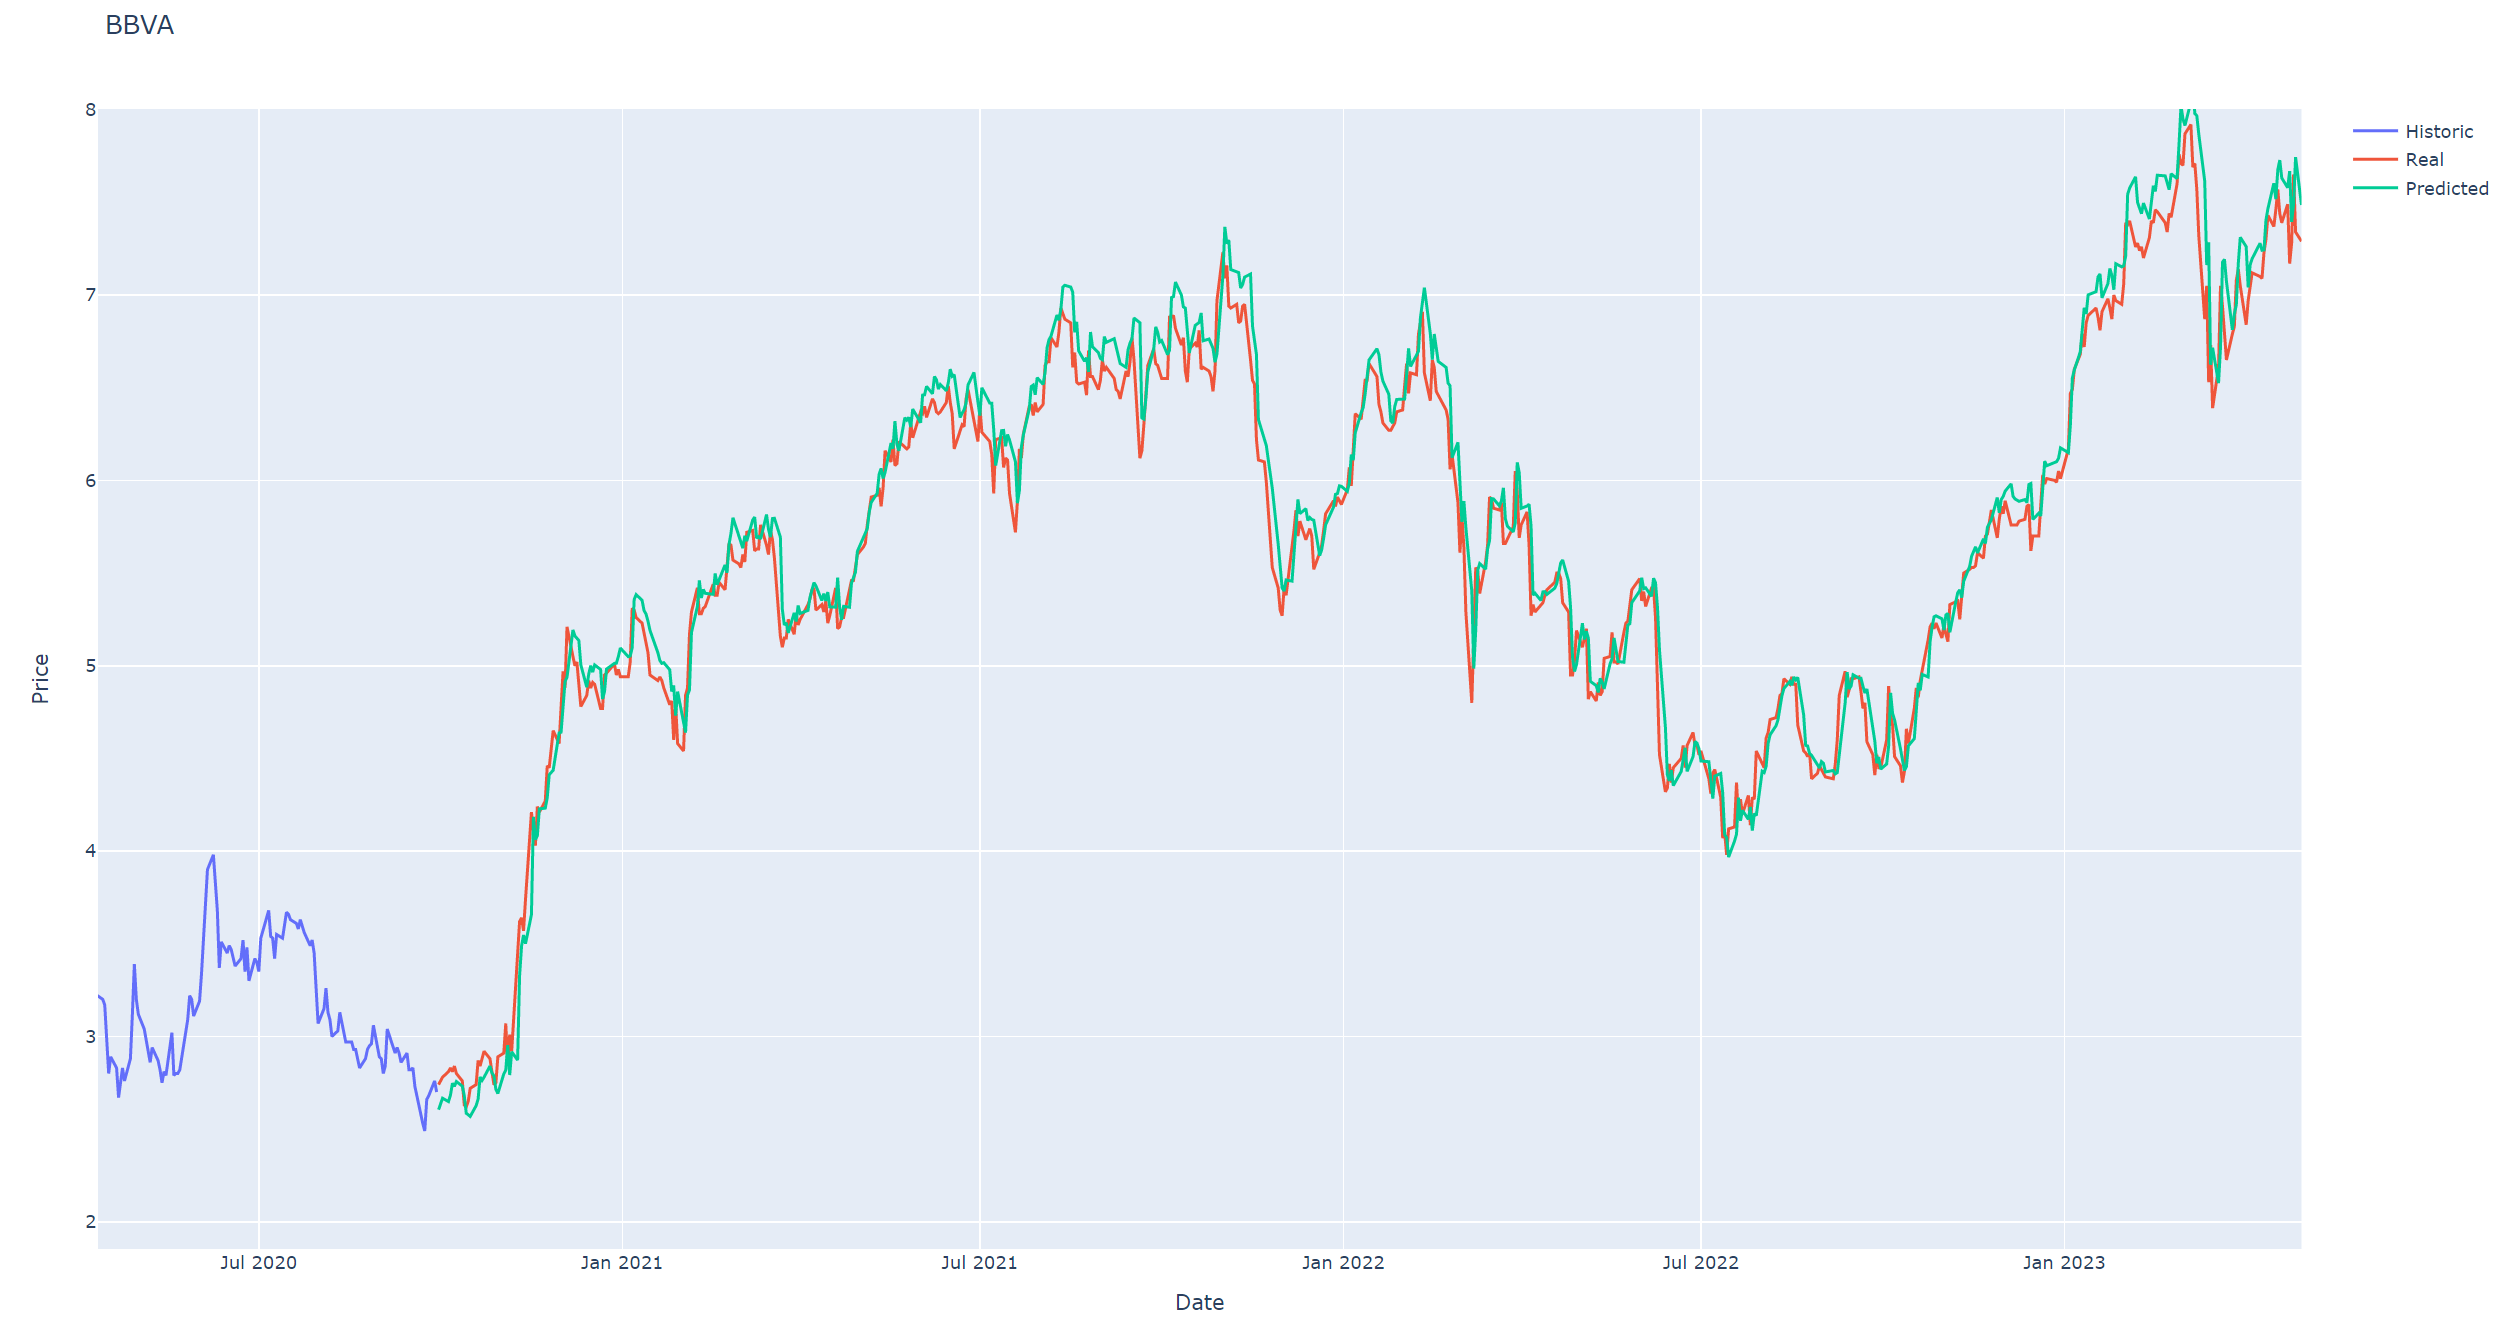 BBVA
8
7
6
5
4
3
2
Price
Jul 2020
Jan 2021
Jul 2021
Jan 2022
Jul 2022
Jan 2023
Date
Historic
Real
Predicted